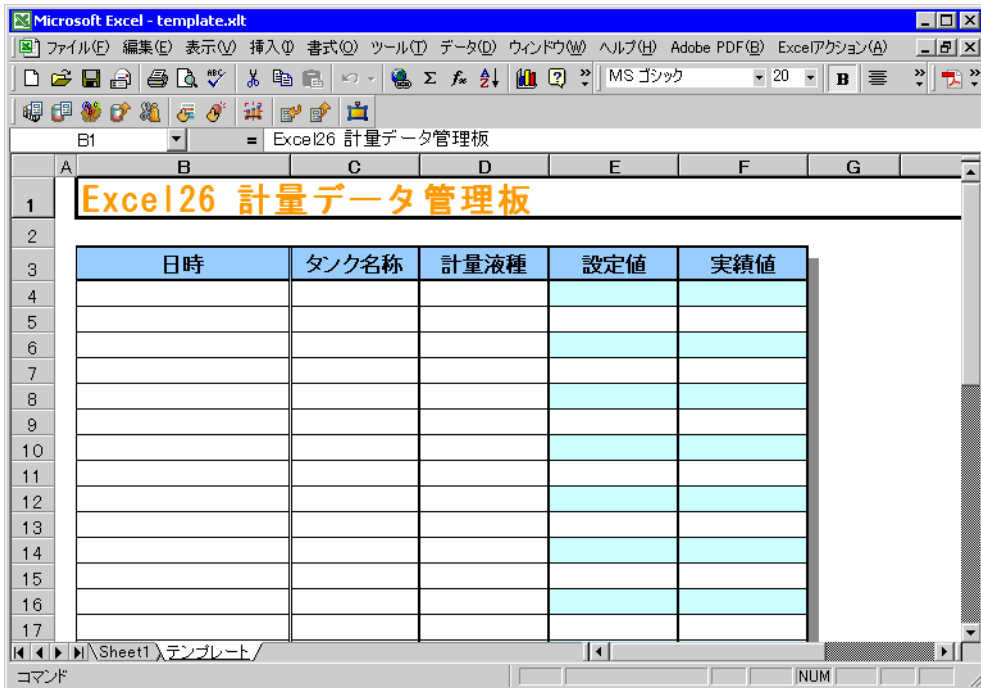 Microsoft Excel - template.xlt
ファイル(F) 編集(E) 表示(V) 挿入(I) 書式(O) ツール(T) データ(D) ウィンドウ(W) ヘルプ(H) Adobe PDF(B) Excelアクション(A)
ABC Σ fx MS ゴシック 20 B
B1 = Excel26 計量データ管理板
A B C D E F G
1 Excel26 計量データ管理板
2
3 日時 タンク名称 計量液種 設定値 実績値
4
5
6
7
8
9
10
11
12
13
14
15
16
17
Sheet1 テンプレート
コマンド NUM